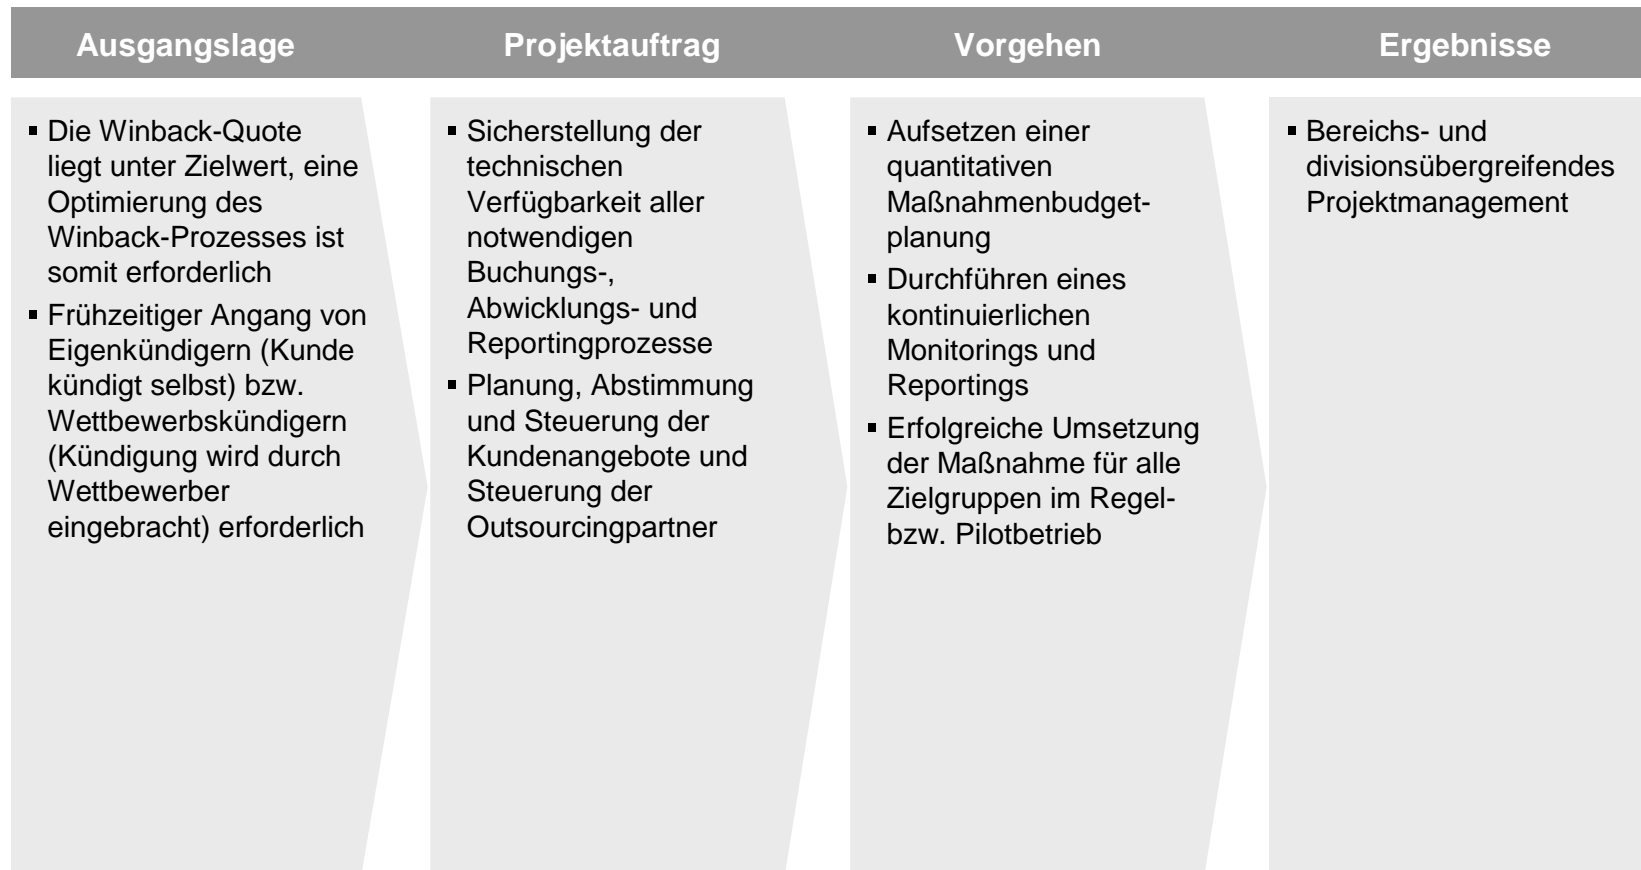 Ausgangslage
Projektauftrag
Vorgehen
Ergebnisse
▪ Die Winback-Quote
liegt unter Zielwert, eine
Optimierung des
Winback-Prozesses ist
somit erforderlich
▪ Frühzeitiger Angang von
Eigenkündigern (Kunde
kündigt selbst) bzw.
Wettbewerbskündigern
(Kündigung wird durch
Wettbewerber
eingebracht) erforderlich
▪ Sicherstellung der
technischen
Verfügbarkeit aller
notwendigen
Buchungs-,
Abwicklungs- und
Reportingprozesse
▪ Planung, Abstimmung
und Steuerung der
Kundenangebote und
Steuerung der
Outsourcingpartner
▪ Aufsetzen einer
quantitativen
Maßnahmenbudget-
planung
▪ Durchführen eines
kontinuierlichen
Monitorings und
Reportings
▪ Erfolgreiche Umsetzung
der Maßnahme für alle
Zielgruppen im Regel-
bzw. Pilotbetrieb
▪ Bereichs- und
divisionsübergreifendes
Projektmanagement